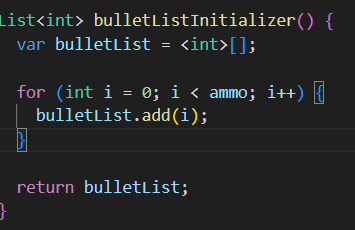 List<int> bulletListInitializer() {
  var bulletList = <int>[];

  for (int i = 0; i < ammo; i++) {
    bulletList.add(i);
  }

  return bulletList;
}